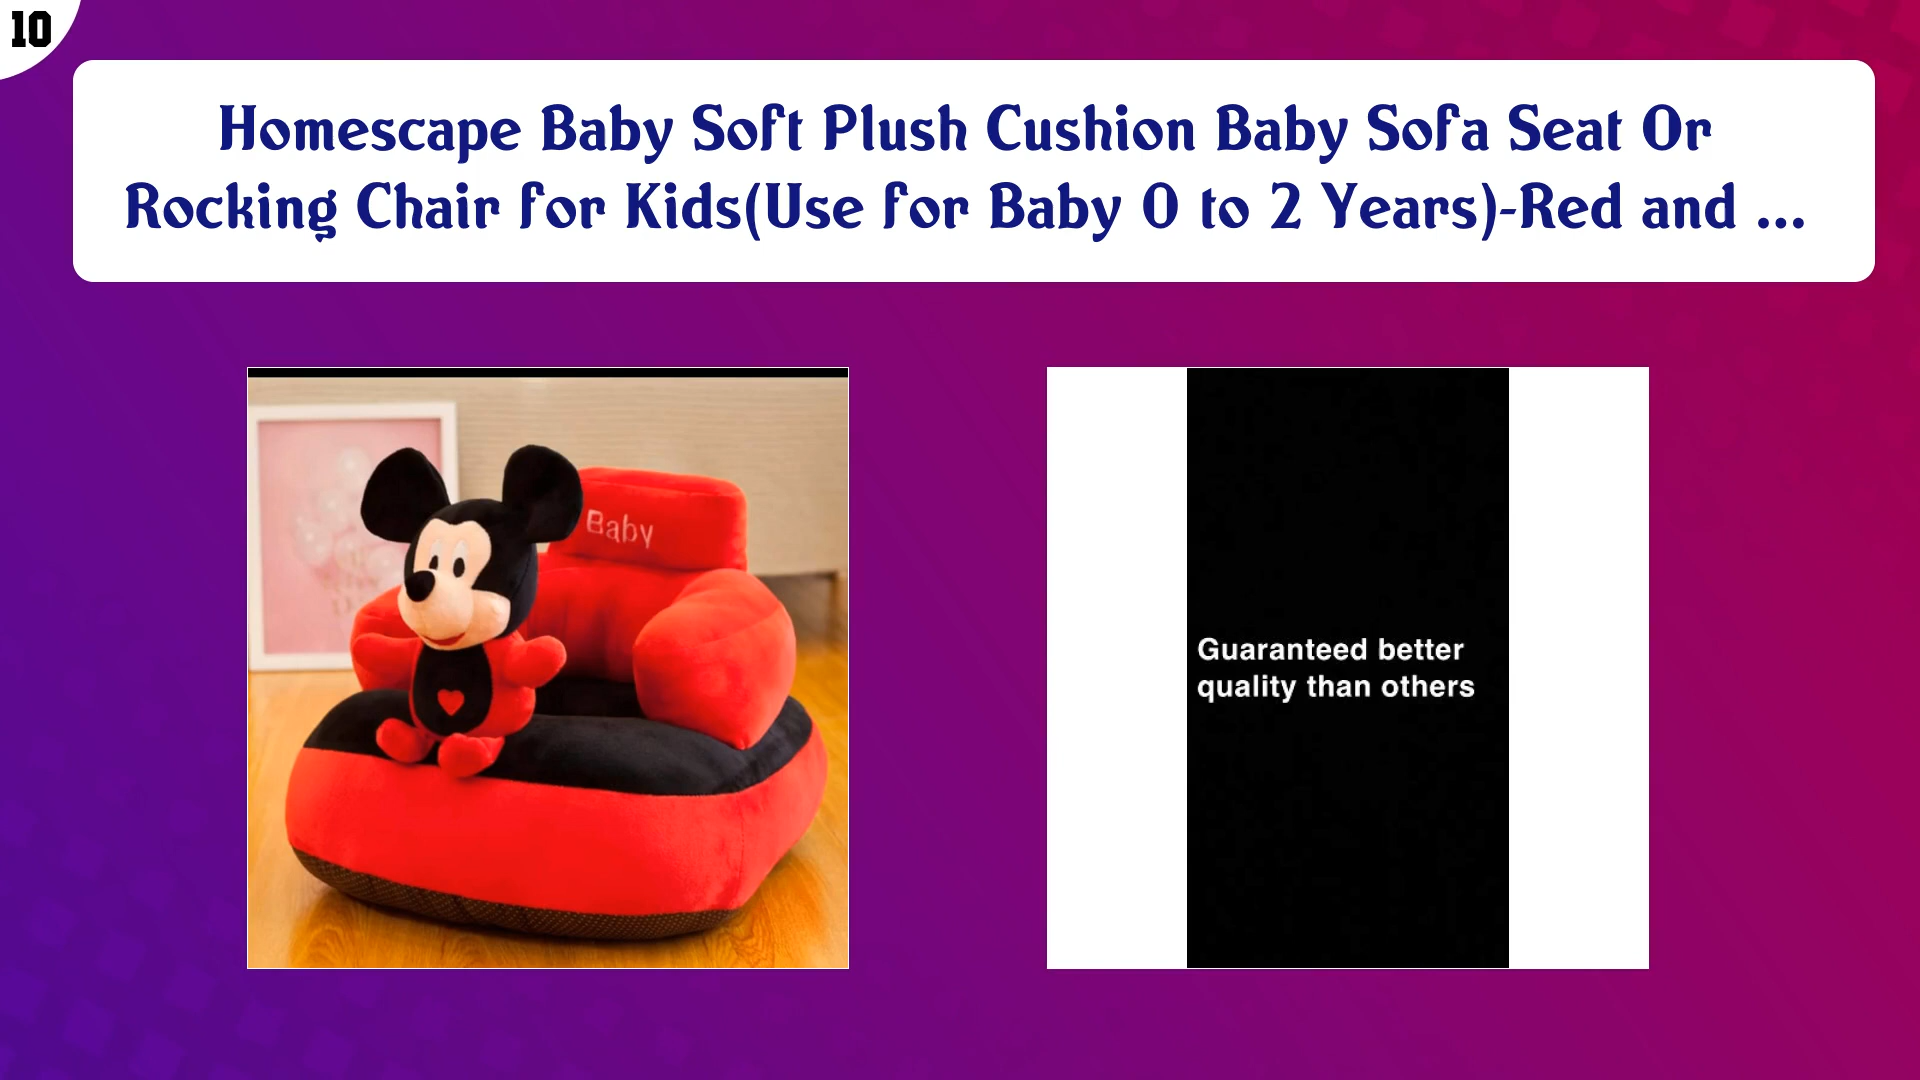 10
Homescape Baby Soft Plush Cushion Baby Sofa Seat Or
Rocking Chair for Kids(Use for Baby 0 to 2 Years)-Red and ...
Baby
Guaranteed better
quality than others